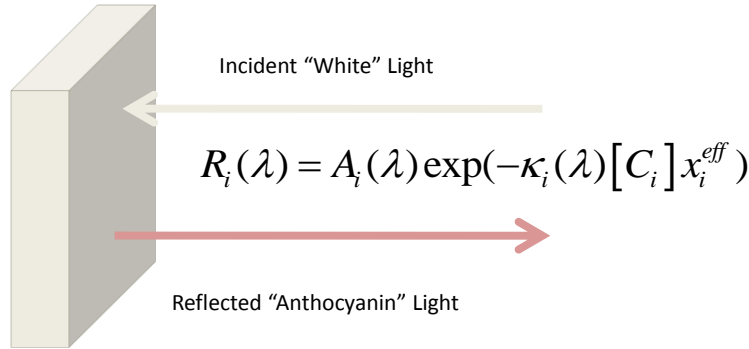 Incident “White” Light
R_i(λ) = A_i(λ) exp(−κ_i(λ)[C_i] x_i^{eff})
Reflected “Anthocyanin” Light